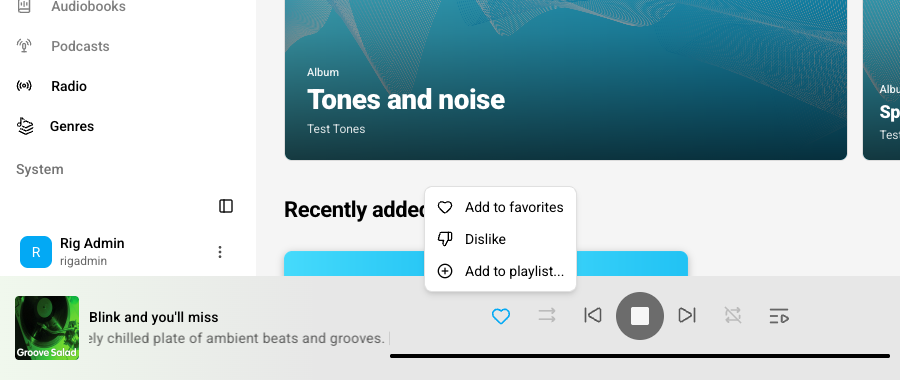 Audiobooks
Podcasts
Radio
Genres
System
R
Rig Admin
rigadmin
Album
Tones and noise
Test Tones
Recently added
Add to favorites
Dislike
Add to playlist...
Groove Salad
Blink and you'll miss
ely chilled plate of ambient beats and grooves. |